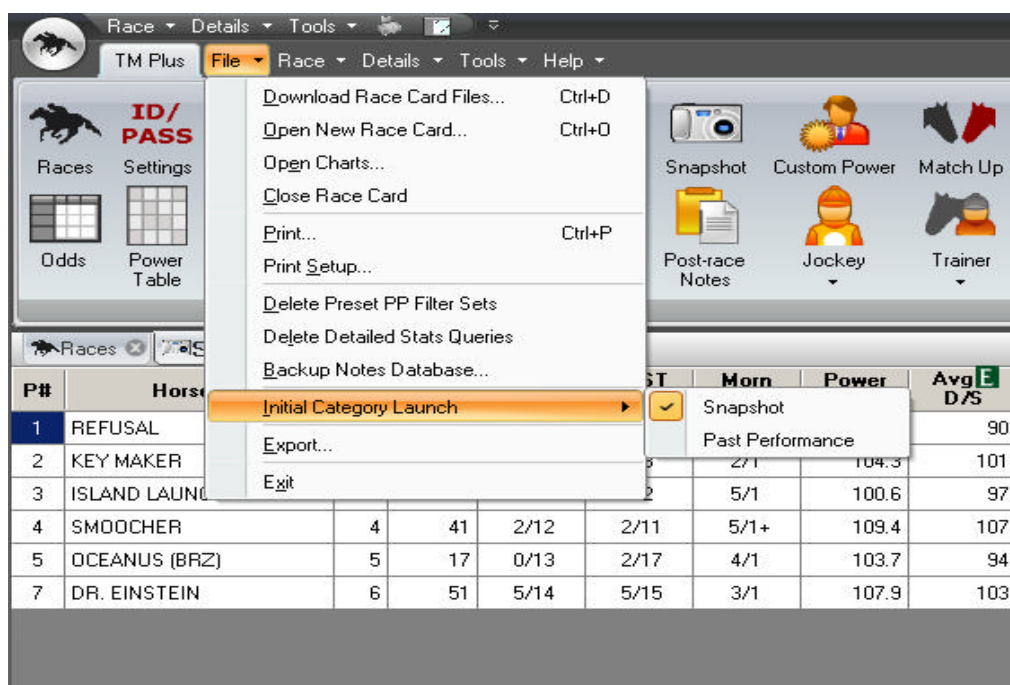 Race Details Tools
TM Plus File Race Details Tools Help
Races
ID/
PASS
Settings
Odds
Power
Table
Download Race Card Files... Ctrl+D
Open New Race Card... Ctrl+O
Open Charts...
Close Race Card
Print... Ctrl+P
Print Setup...
Delete Preset PP Filter Sets
Delete Detailed Stats Queries
Backup Notes Database...
Initial Category Launch
Export...
Exit
Snapshot
Past Performance
Snapshot Custom Power Match Up
Post-race
Notes
Jockey Trainer
Races S
P# Horse ST Morn Power Avg E
D/S
1 REFUSAL 90
2 KEY MAKER 2/1 104.3 101
3 ISLAND LAUNC 2 5/1 100.6 97
4 SMOOCHER 4 41 2/12 2/11 5/1+ 109.4 107
5 OCEANUS (BRZ) 5 17 0/13 2/17 4/1 103.7 94
7 DR. EINSTEIN 6 51 5/14 5/15 3/1 107.9 103